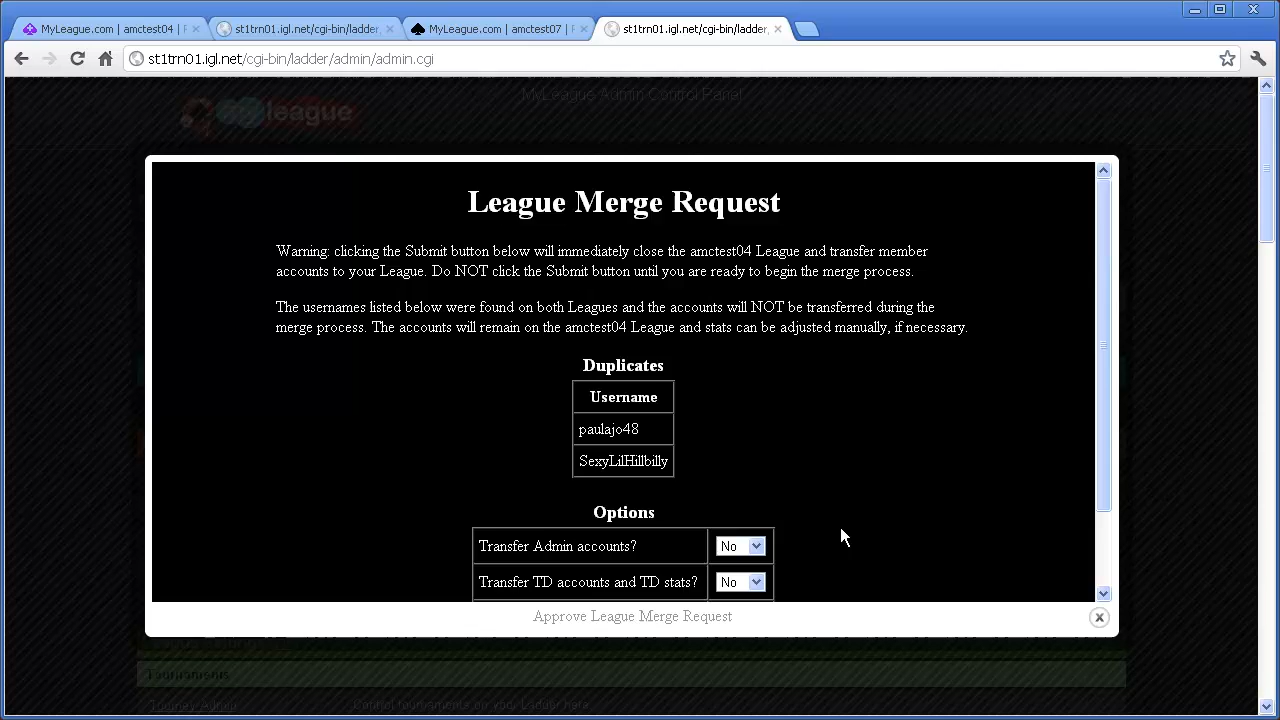 MyLeague.com | amctest04 | F
st1trn01.igl.net/cgi-bin/ladder
MyLeague.com | amctest07 | F
st1trn01.igl.net/cgi-bin/ladder
st1trn01.igl.net/cgi-bin/ladder/admin/admin.cgi
myleague
MyLeague Admin Control Panel
League Merge Request
Warning: clicking the Submit button below will immediately close the amctest04 League and transfer member
accounts to your League. Do NOT click the Submit button until you are ready to begin the merge process.
The usernames listed below were found on both Leagues and the accounts will NOT be transferred during the
merge process. The accounts will remain on the amctest04 League and stats can be adjusted manually, if necessary.
Duplicates
Username
paulajo48
SexyLilHillbilly
Options
Transfer Admin accounts? No
Transfer TD accounts and TD stats? No
Approve League Merge Request
Tournaments
Tourney Admin Control tournaments on your Ladder here.